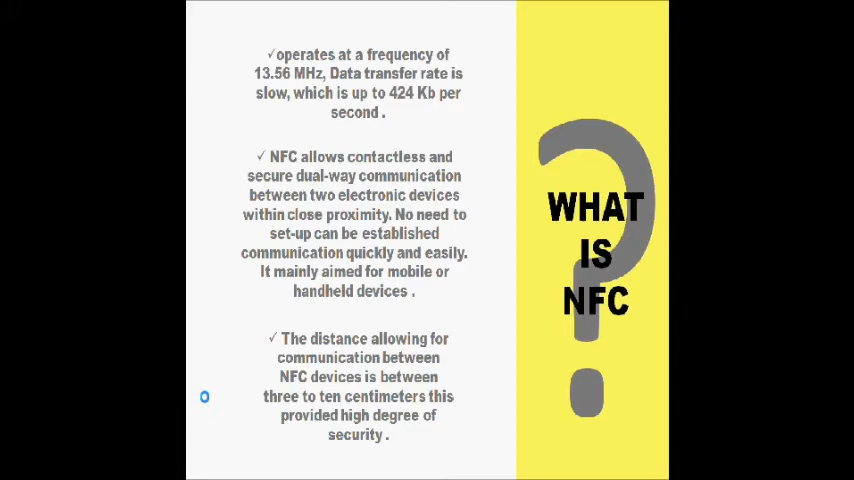 ✓operates at a frequency of
13.56 MHz, Data transfer rate is
slow, which is up to 424 Kb per
second .
✓ NFC allows contactless and
secure dual-way communication
between two electronic devices
within close proximity. No need to
set-up can be established
communication quickly and easily.
It mainly aimed for mobile or
handheld devices .
✓ The distance allowing for
communication between
NFC devices is between
three to ten centimeters this
provided high degree of
security .
?
WHAT
IS
NFC